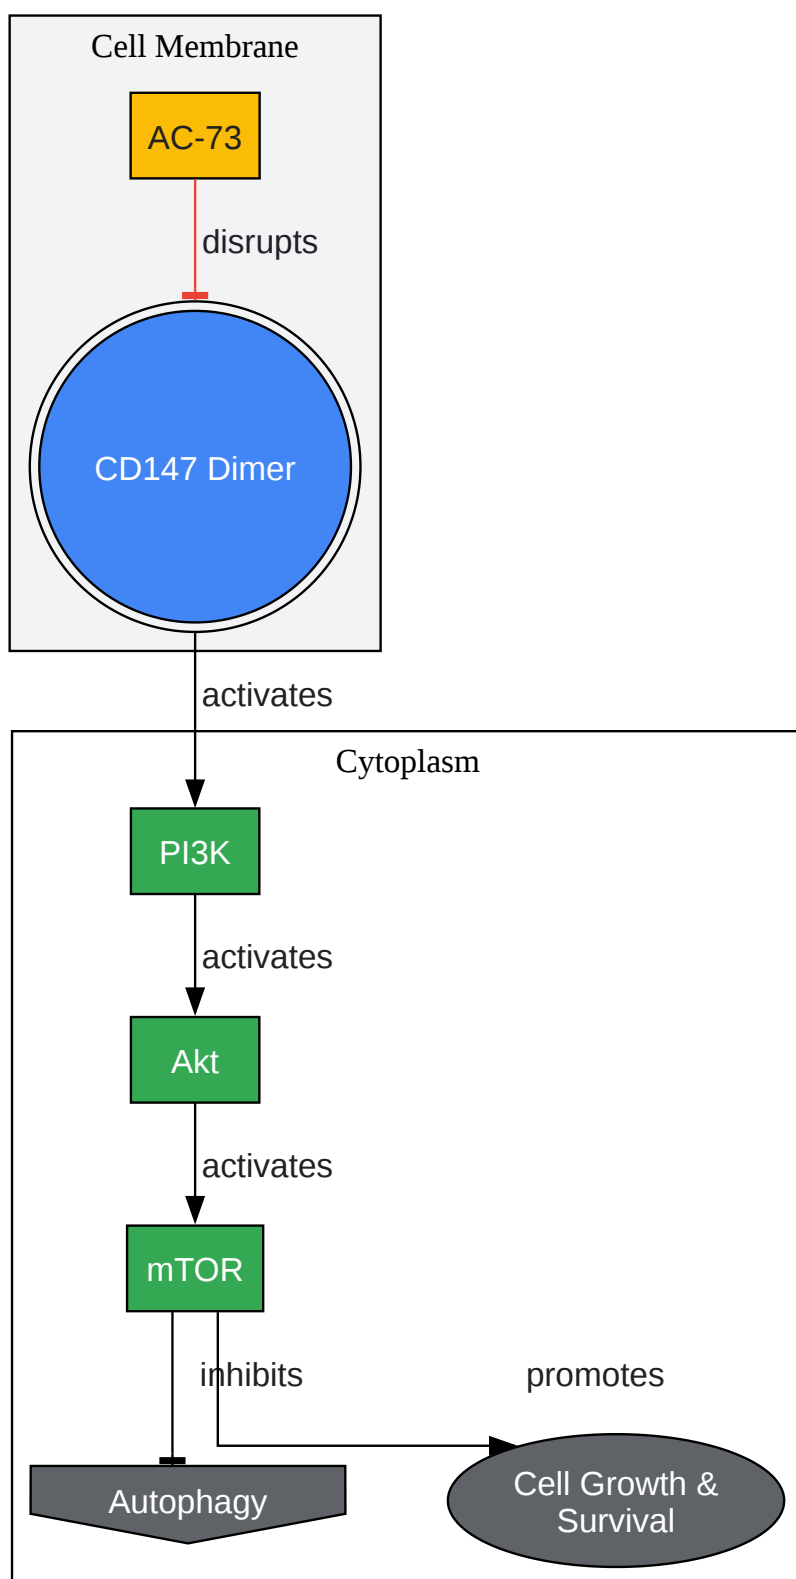 Cell Membrane
AC-73
disrupts
CD147 Dimer
activates
Cytoplasm
PI3K
activates
Akt
activates
mTOR
inhibits
promotes
Autophagy
Cell Growth &
Survival